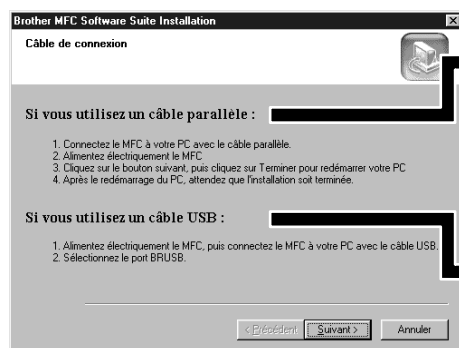 Brother MFC Software Suite Installation
Câble de connexion
Si vous utilisez un câble parallèle :
1. Connectez le MFC à votre PC avec le câble parallèle.
2. Alimentez électriquement le MFC
3. Cliquez sur le bouton suivant, puis cliquez sur Terminer pour redémarrer votre PC
4. Après le redémarrage du PC, attendez que l'installation soit terminée.
Si vous utilisez un câble USB :
1. Alimentez électriquement le MFC, puis connectez le MFC à votre PC avec le câble USB.
2. Sélectionnez le port BRUSB.
< Précédent Suivant > Annuler